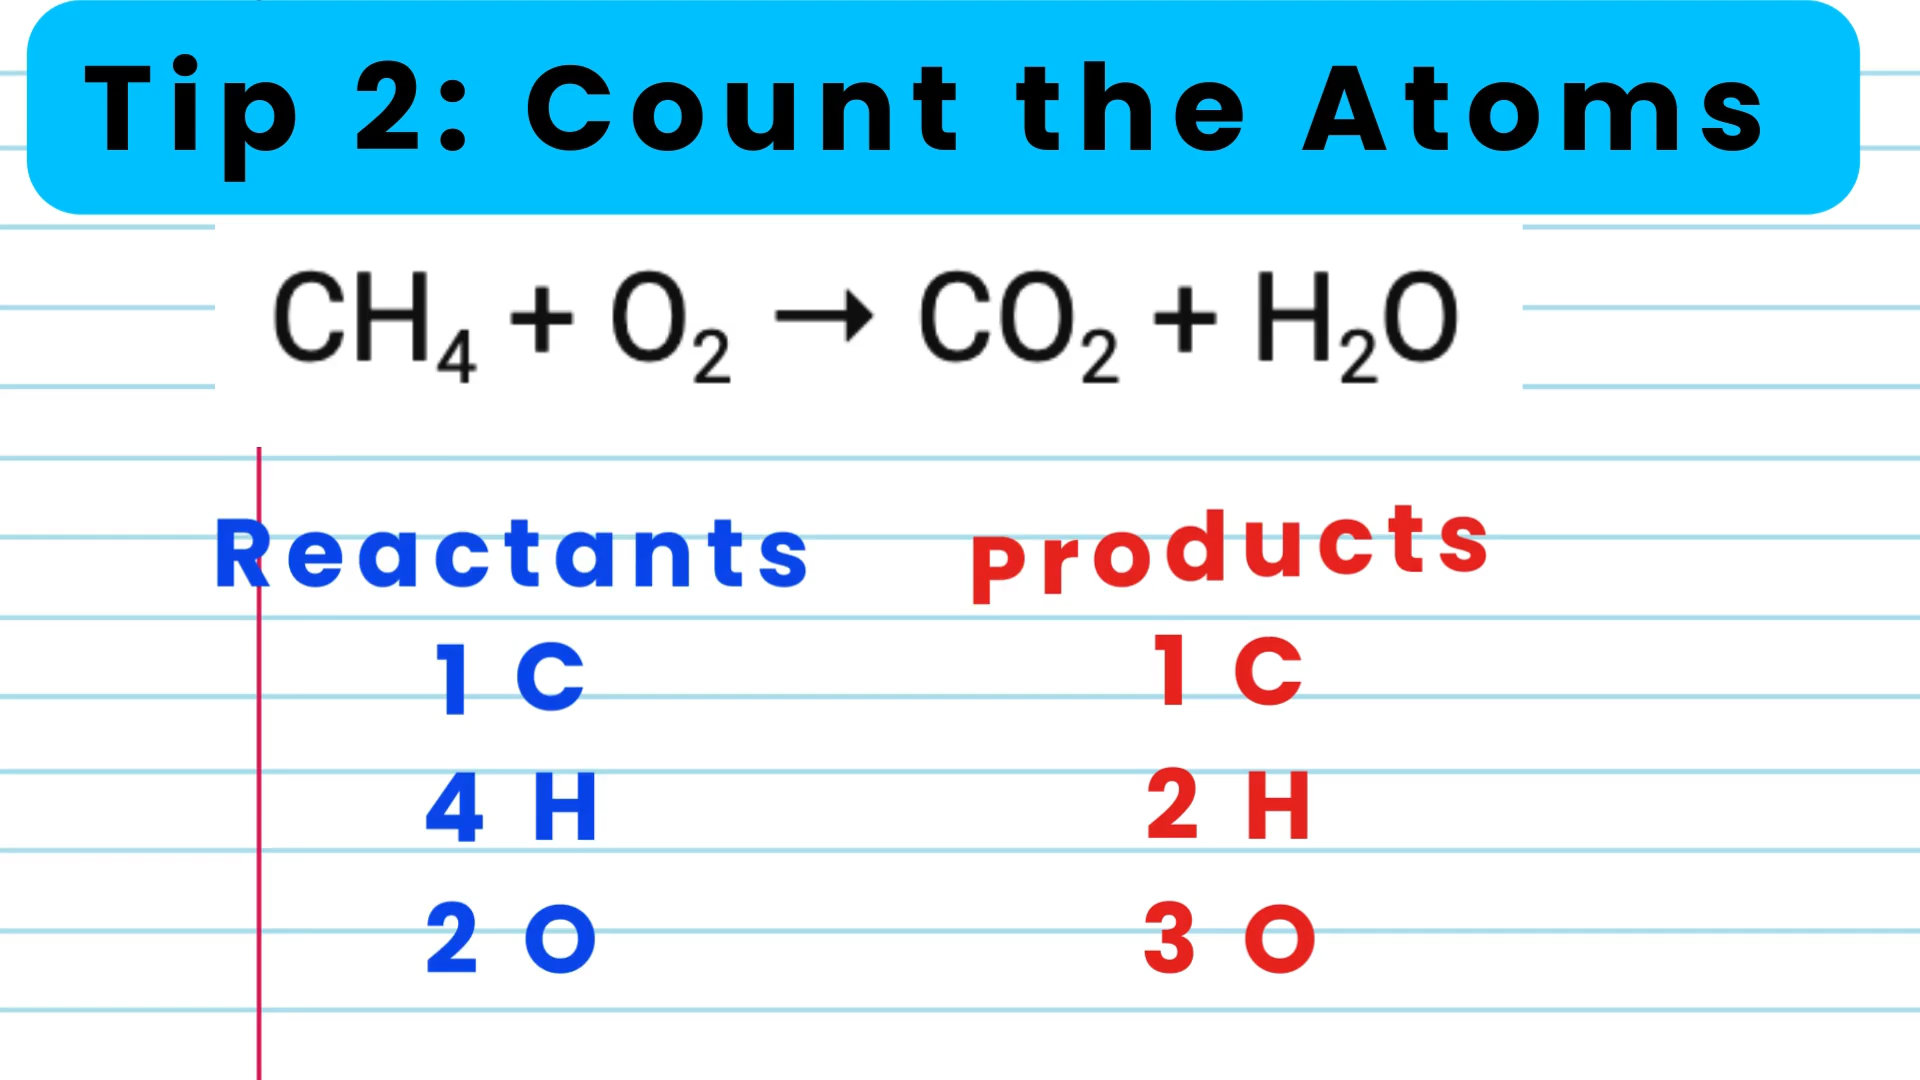 Tip 2: Count the Atoms
CH₄ + O₂ → CO₂ + H₂O
Reactants Products
1 C 1 C
4 H 2 H
2 O 3 O